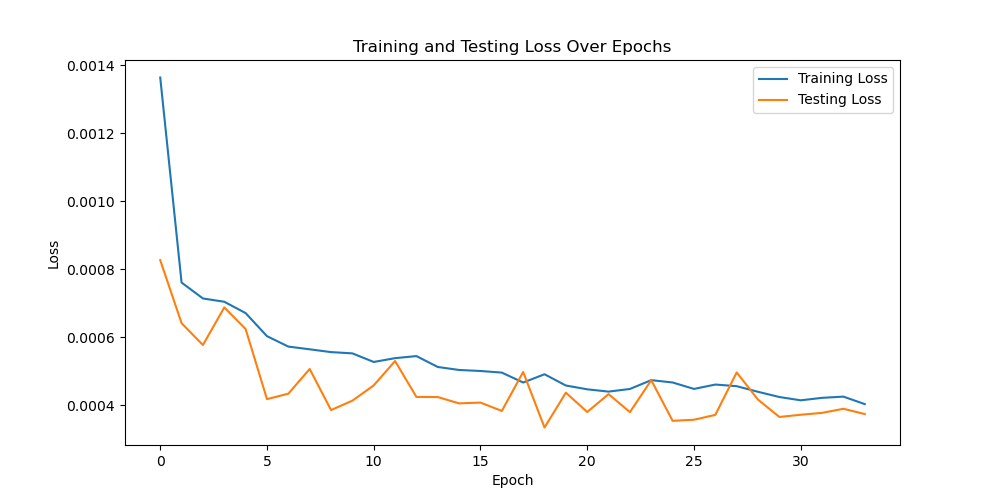 Training and Testing Loss Over Epochs
0.0014
0.0012
0.0010
0.0008
0.0006
0.0004
Loss
Training Loss
Testing Loss
0 5 10 15 20 25 30
Epoch